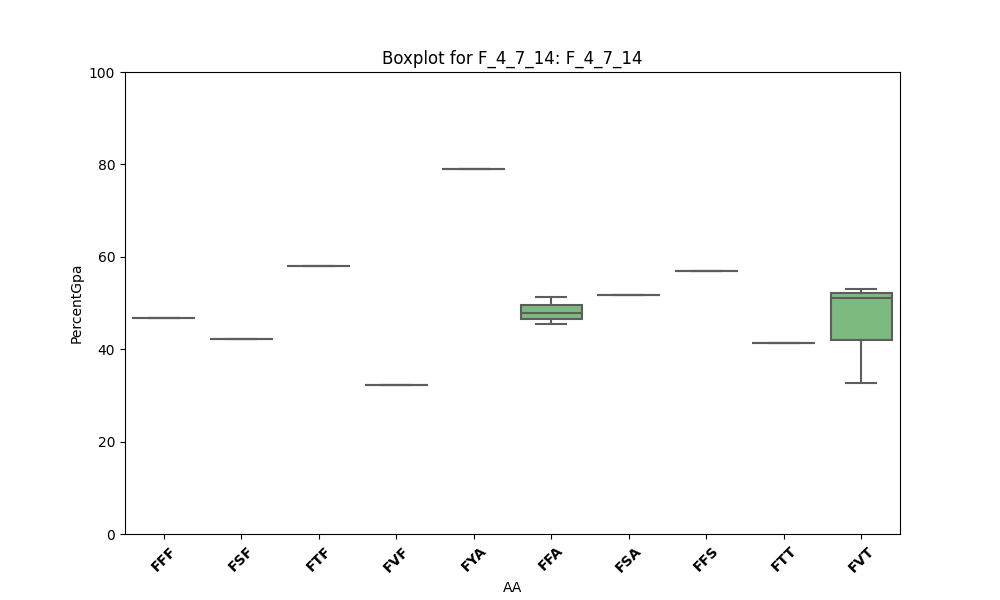 Boxplot for F_4_7_14: F_4_7_14
100
80
60
40
20
0
PercentGpa
FFF
FSF
FTF
FVF
FYA
FFA
FSA
FFS
FTT
FVT
AA